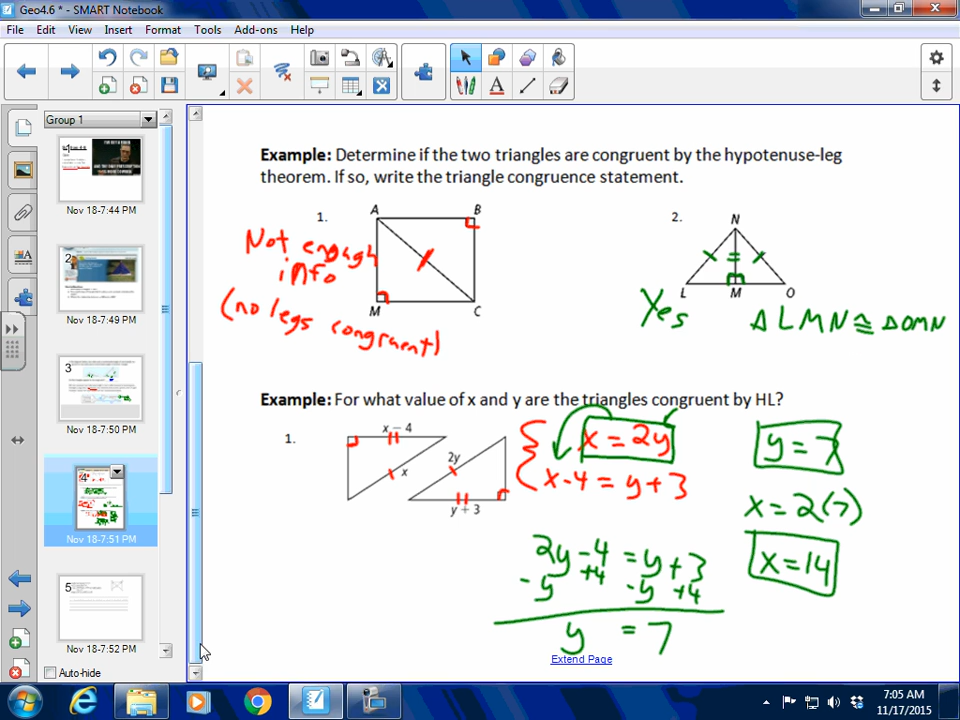 Geo4.6 * - SMART Notebook
File Edit View Insert Format Tools Add-ons Help
Group 1
Nov 18-7:44 PM
2
Nov 18-7:49 PM
3
Nov 18-7:50 PM
4*
Nov 18-7:51 PM
5
Nov 18-7:52 PM
Auto-hide
Example: Determine if the two triangles are congruent by the hypotenuse-leg
theorem. If so, write the triangle congruence statement.
1.
A
B
M
C
Not enough
info
(no legs congruent)
2.
N
L
M
O
Yes
△LMN ≅ △OMN
Example: For what value of x and y are the triangles congruent by HL?
1.
x – 4
x
2y
y + 3
{ x = 2y
x-4 = y+3
2y -4 = y+3
-y +4 -y +4
y = 7
y = 7
x = 2(7)
x = 14
Extend Page
7:05 AM
11/17/2015